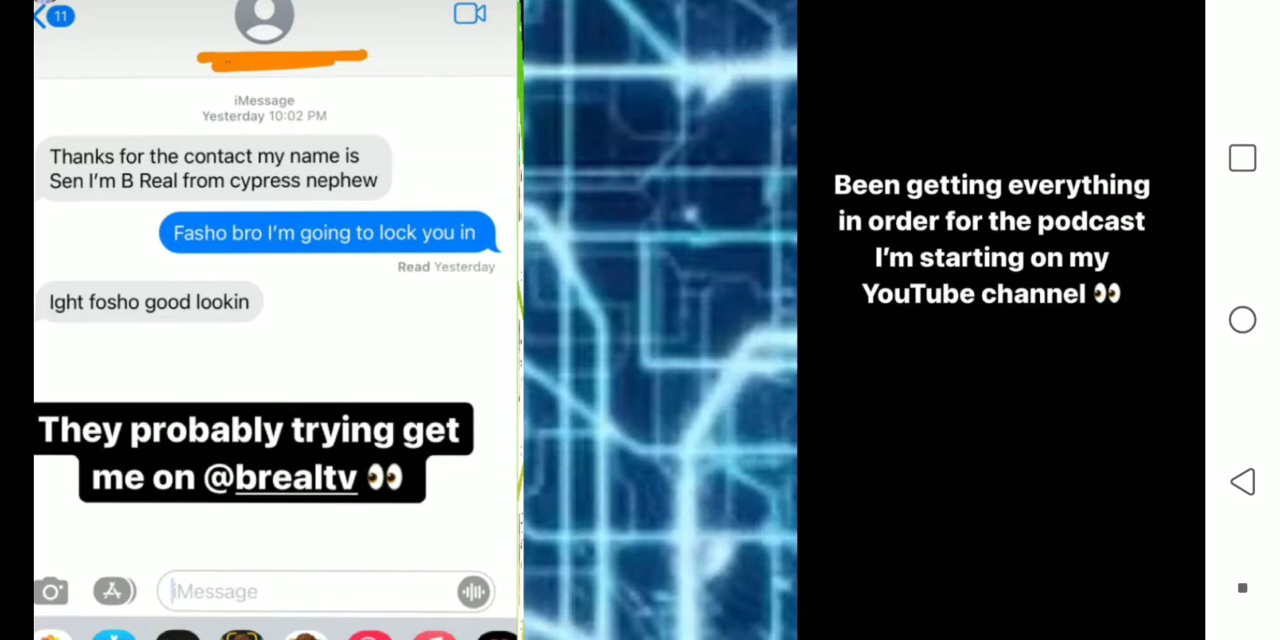 11
iMessage
Yesterday 10:02 PM
Thanks for the contact my name is
Sen I'm B Real from cypress nephew
Fasho bro I'm going to lock you in
Read Yesterday
Ight fosho good lookin
They probably trying get
me on @brealtv 👀
iMessage
Been getting everything
in order for the podcast
I'm starting on my
YouTube channel 👀